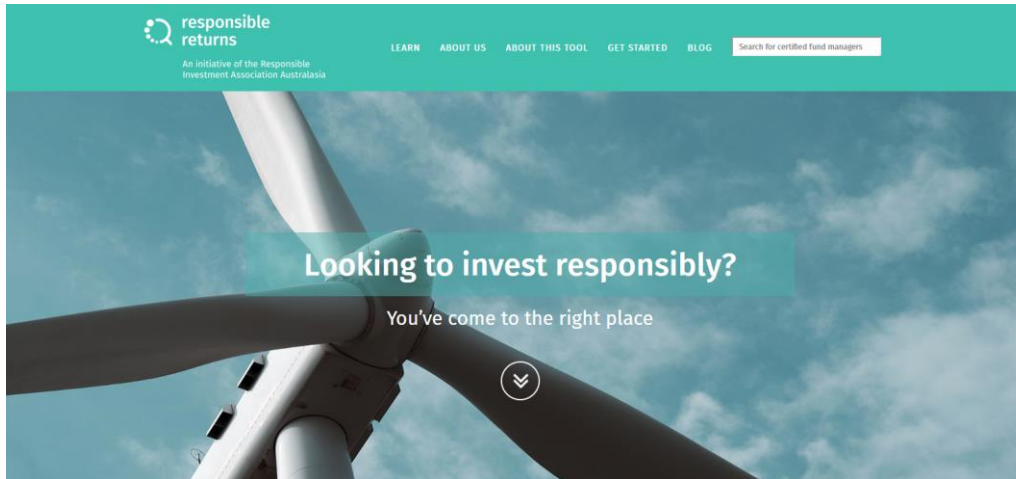 responsible
returns
An initiative of the Responsible
Investment Association Australasia
LEARN ABOUT US ABOUT THIS TOOL GET STARTED BLOG Search for certified fund managers
Looking to invest responsibly?
You've come to the right place